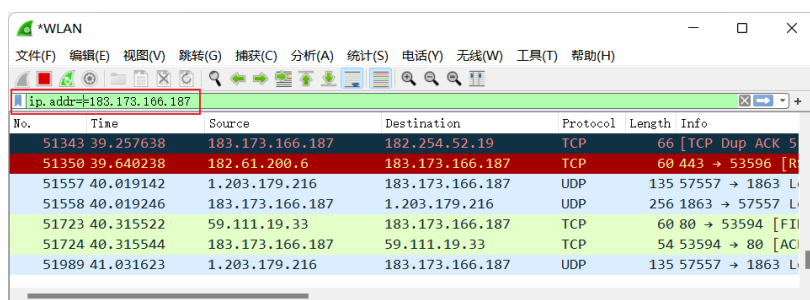 *WLAN
文件(F) 编辑(E) 视图(V) 跳转(G) 捕获(C) 分析(A) 统计(S) 电话(Y) 无线(W) 工具(T) 帮助(H)
ip.addr==183.173.166.187
No. Time Source Destination Protocol Length Info
51343 39.257638 183.173.166.187 182.254.52.19 TCP 66 [TCP Dup ACK 5
51350 39.640238 182.61.200.6 183.173.166.187 TCP 60 443 → 53596 [R
51557 40.019142 1.203.179.216 183.173.166.187 UDP 135 57557 → 1863 L
51558 40.019246 183.173.166.187 1.203.179.216 UDP 256 1863 → 57557 L
51723 40.315522 59.111.19.33 183.173.166.187 TCP 60 80 → 53594 [FI
51724 40.315544 183.173.166.187 59.111.19.33 TCP 54 53594 → 80 [AC
51989 41.031623 1.203.179.216 183.173.166.187 UDP 135 57557 → 1863 L